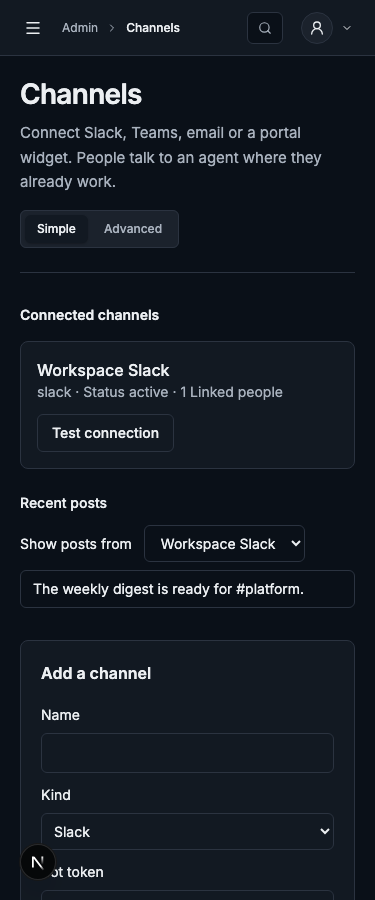 Admin > Channels
Channels
Connect Slack, Teams, email or a portal
widget. People talk to an agent where they
already work.
Simple Advanced
Connected channels
Workspace Slack
slack · Status active · 1 Linked people
Test connection
Recent posts
Show posts from Workspace Slack
The weekly digest is ready for #platform.
Add a channel
Name
Kind
Slack
N
ot token